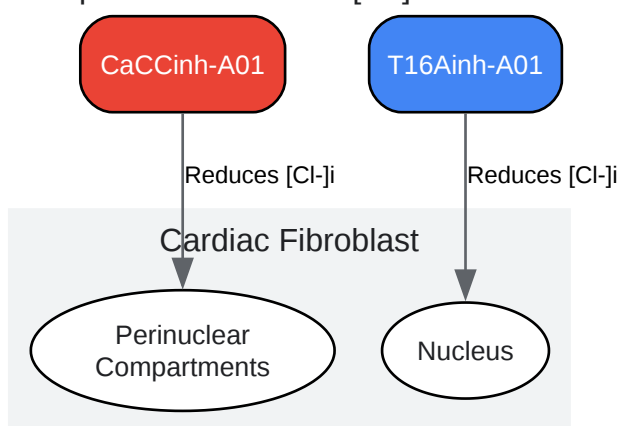 CaCCinh-A01
T16Ainh-A01
Reduces [Cl-]i
Reduces [Cl-]i
Cardiac Fibroblast
Perinuclear
Compartments
Nucleus